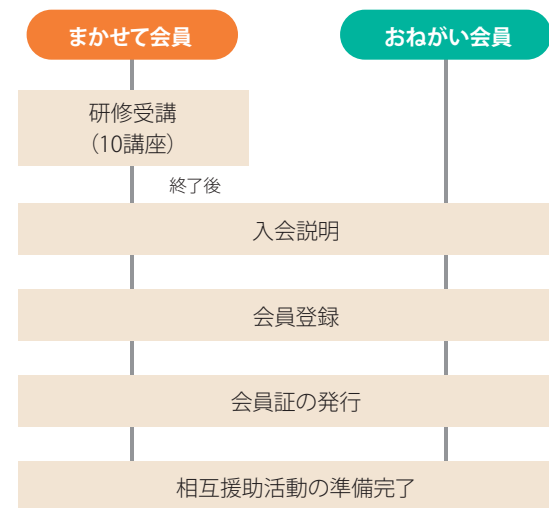 まかせて会員
おねがい会員
研修受講
（10講座）
終了後
入会説明
会員登録
会員証の発行
相互援助活動の準備完了